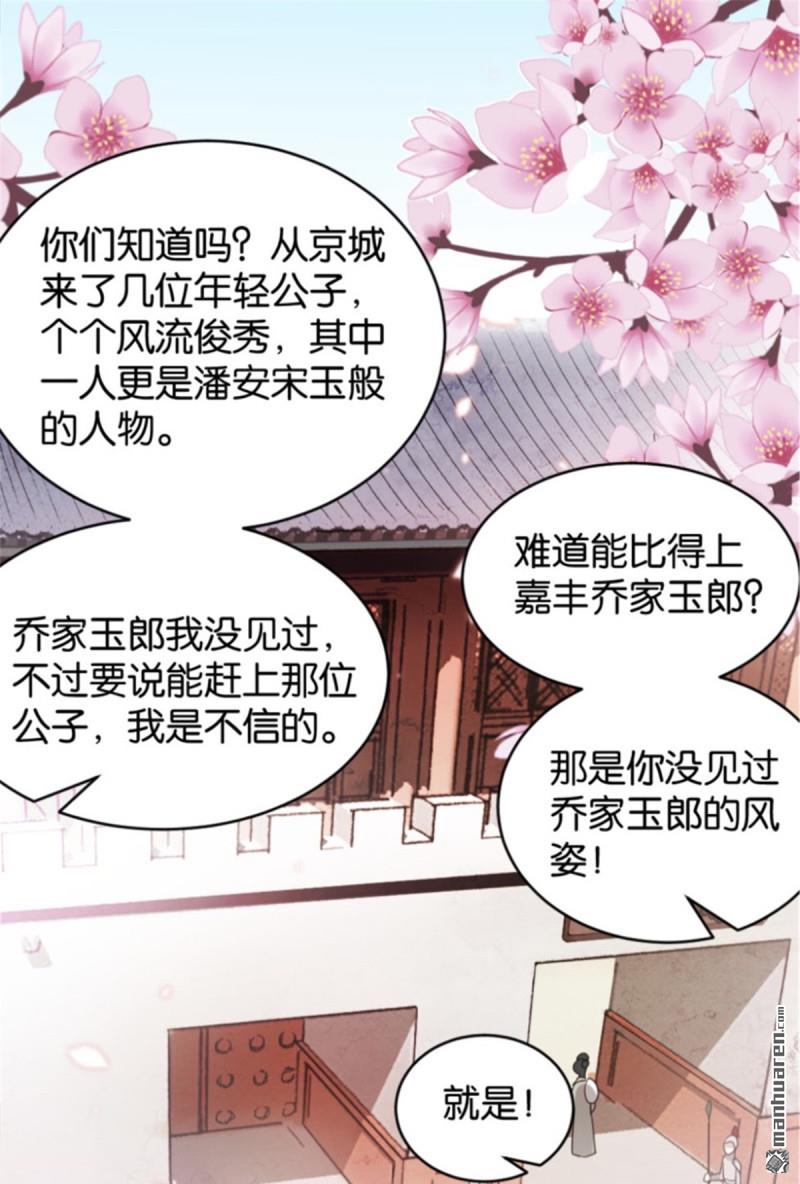 你们知道吗？从京城
来了几位年轻公子，
个个风流俊秀，其中
一人更是潘安宋玉般
的人物。
难道能比得上
嘉丰乔家玉郎？
乔家玉郎我没见过，
不过要说能赶上那位
公子，我是不信的。
那是你没见过
乔家玉郎的风
姿！
就是！
manhuaren.com